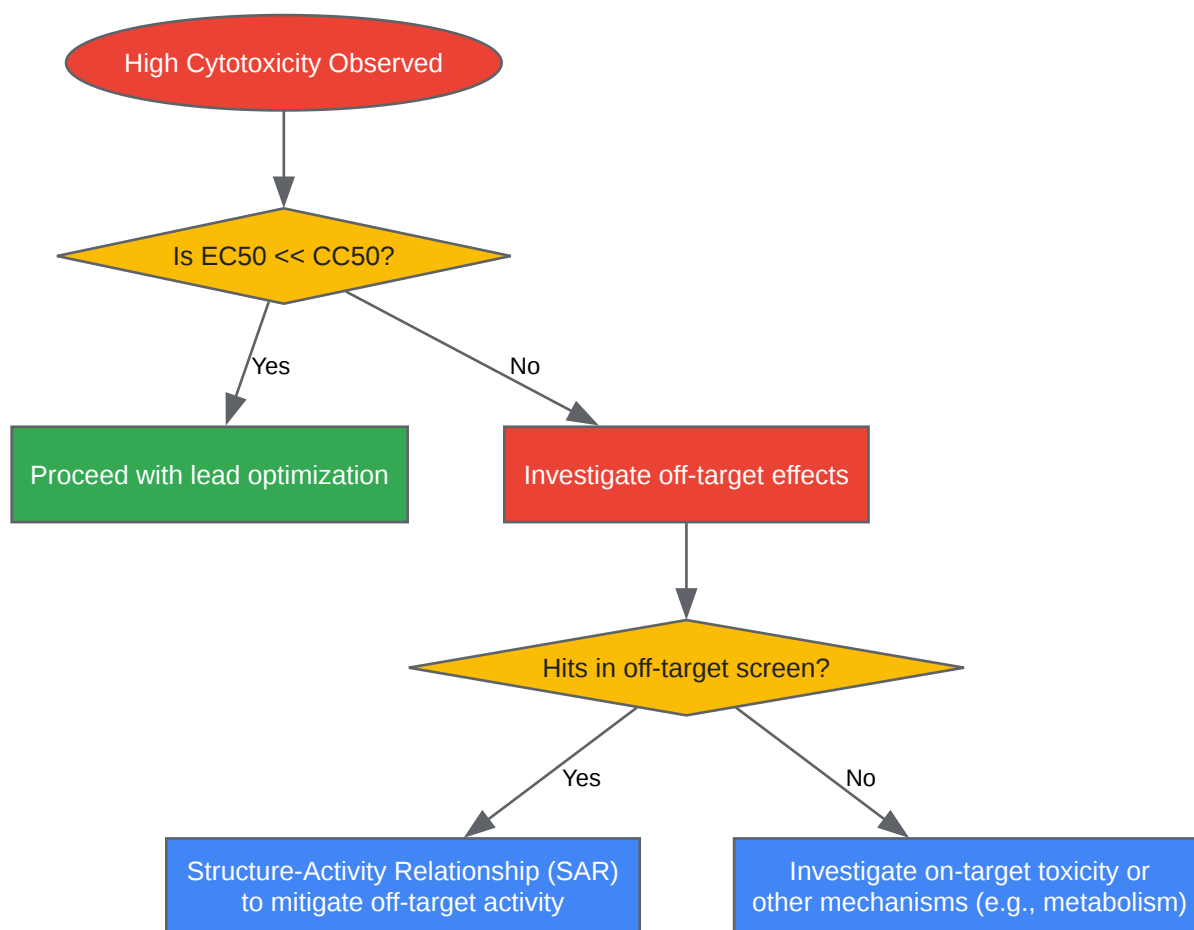 High Cytotoxicity Observed
Is EC50 << CC50?
Yes
No
Proceed with lead optimization
Investigate off-target effects
Hits in off-target screen?
Yes
No
Structure-Activity Relationship (SAR)
to mitigate off-target activity
Investigate on-target toxicity or
other mechanisms (e.g., metabolism)